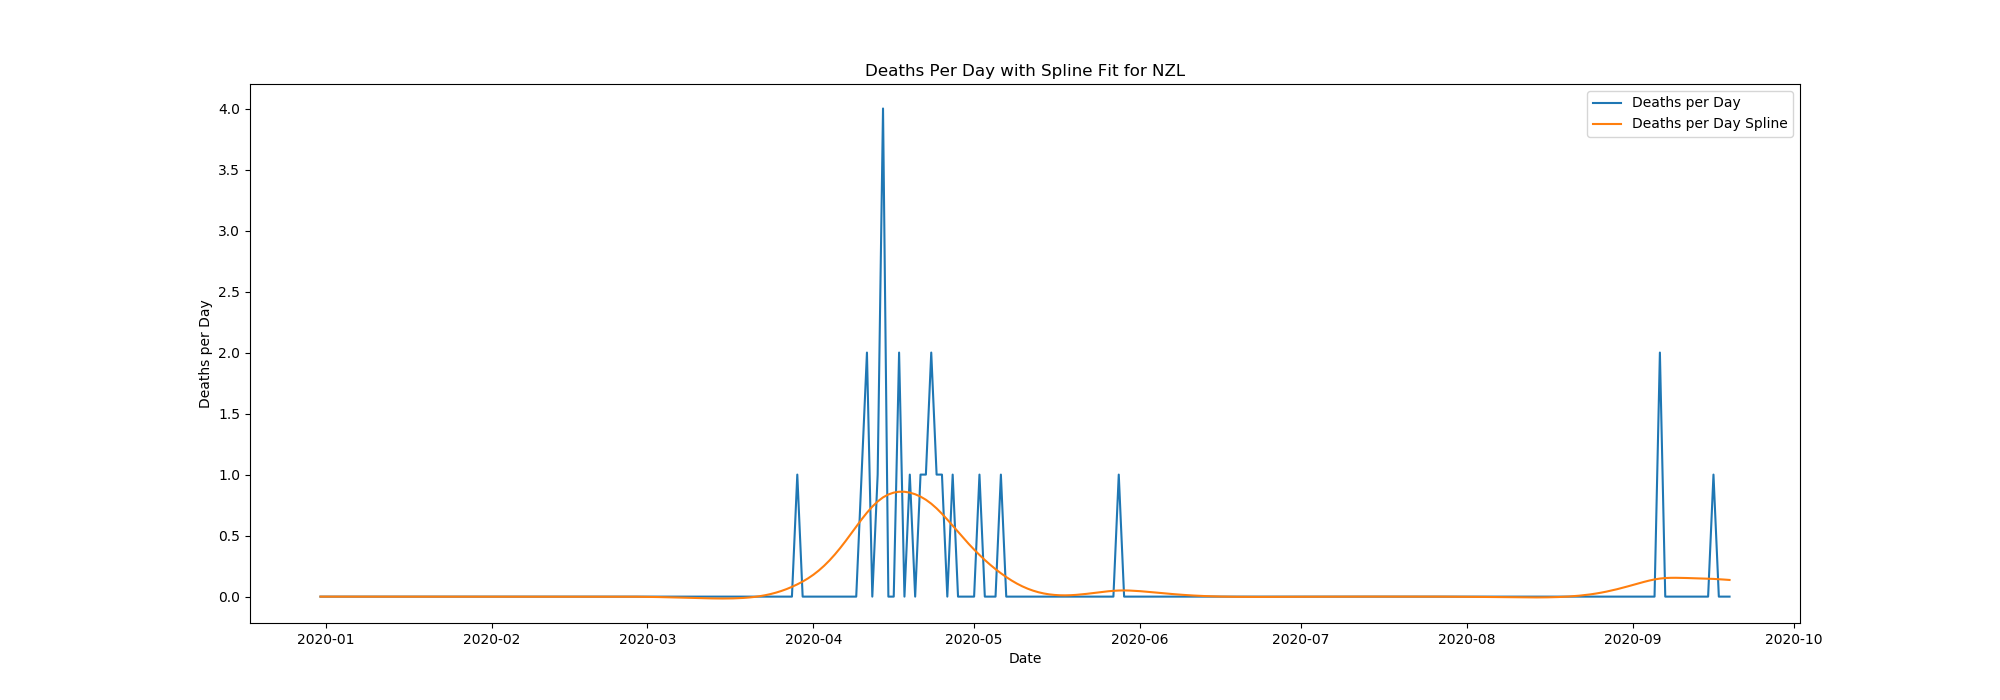 Deaths Per Day with Spline Fit for NZL
Deaths per Day
Deaths per Day Spline
4.0
3.5
3.0
2.5
2.0
1.5
1.0
0.5
0.0
Deaths per Day
2020-01 2020-02 2020-03 2020-04 2020-05 2020-06 2020-07 2020-08 2020-09 2020-10
Date